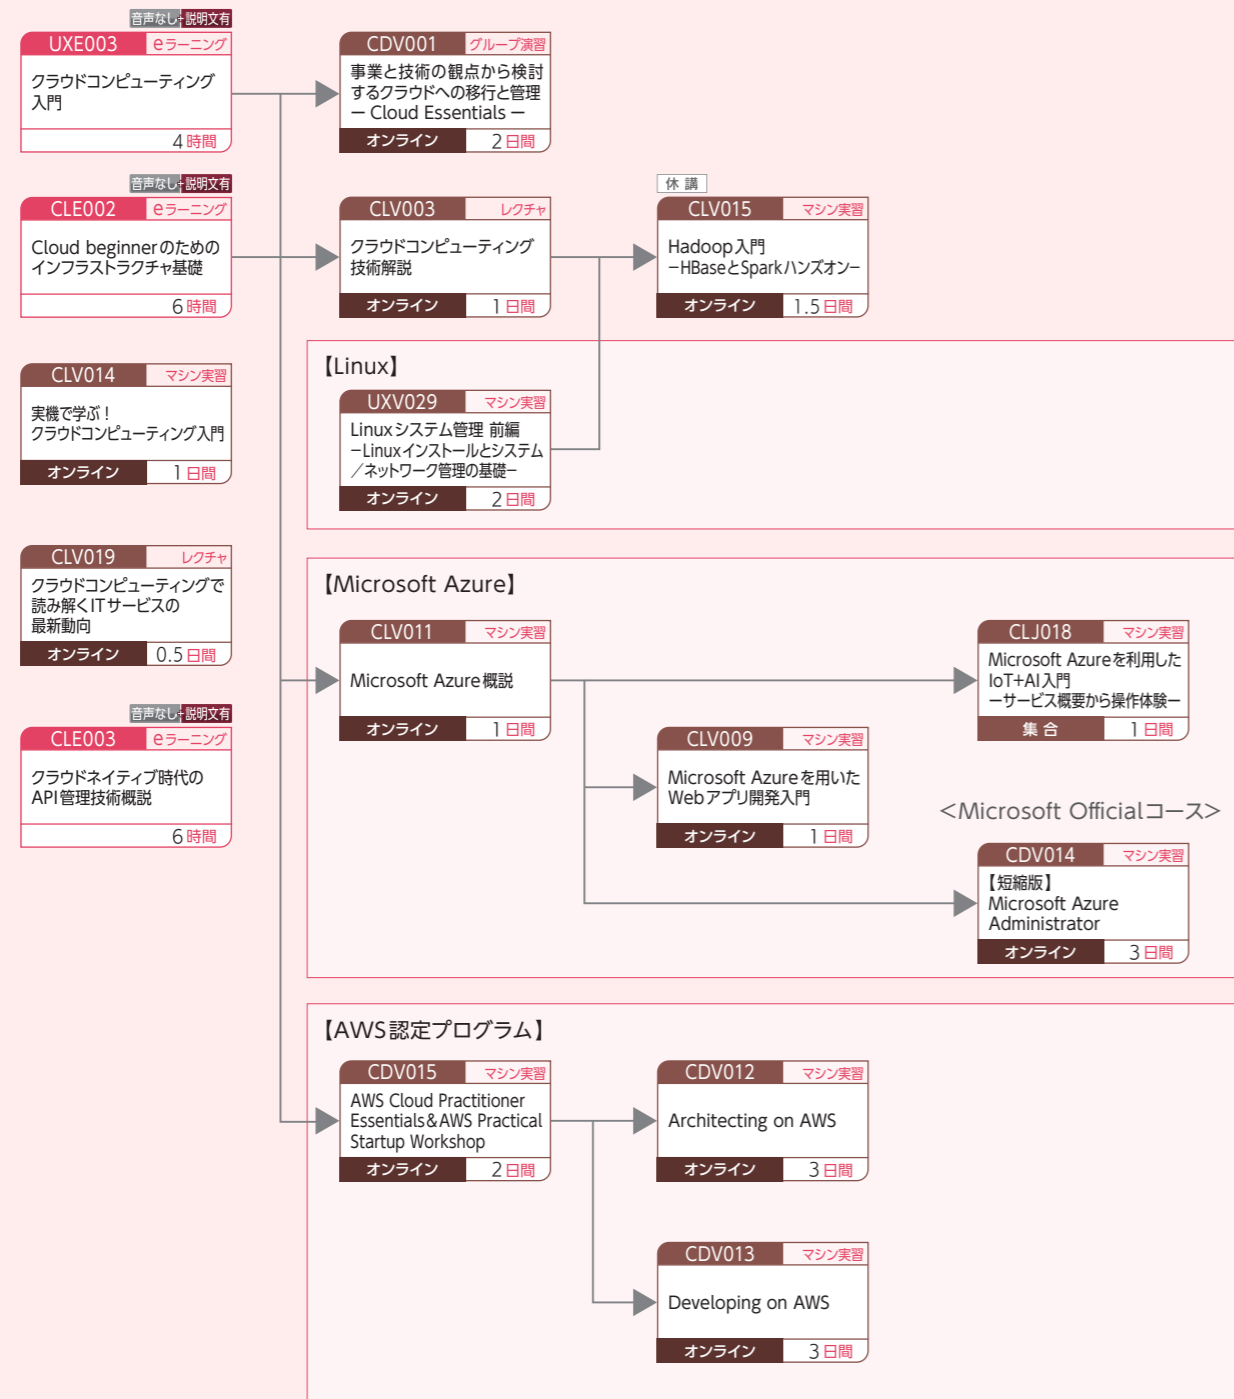 音声なし+説明文有
UXE003 eラーニング
クラウドコンピューティング
入門
4時間
CDV001 グループ演習
事業と技術の観点から検討
するクラウドへの移行と管理
ー Cloud Essentials ー
オンライン 2日間
音声なし+説明文有
CLE002 eラーニング
Cloud beginnerのための
インフラストラクチャ基礎
6時間
CLV003 レクチャ
クラウドコンピューティング
技術解説
オンライン 1日間
休 講
CLV015 マシン実習
Hadoop入門
−HBaseとSparkハンズオン−
オンライン 1.5日間
CLV014 マシン実習
実機で学ぶ！
クラウドコンピューティング入門
オンライン 1日間
【Linux】
UXV029 マシン実習
Linuxシステム管理 前編
−Linuxインストールとシステム
／ネットワーク管理の基礎−
オンライン 2日間
CLV019 レクチャ
クラウドコンピューティングで
読み解くITサービスの
最新動向
オンライン 0.5日間
音声なし+説明文有
CLE003 eラーニング
クラウドネイティブ時代の
API管理技術概説
6時間
【Microsoft Azure】
CLV011 マシン実習
Microsoft Azure概説
オンライン 1日間
CLJ018 マシン実習
Microsoft Azureを利用した
IoT+AI入門
ーサービス概要から操作体験ー
集 合 1日間
CLV009 マシン実習
Microsoft Azureを用いた
Webアプリ開発入門
オンライン 1日間
＜Microsoft Officialコース＞
CDV014 マシン実習
【短縮版】
Microsoft Azure
Administrator
オンライン 3日間
【AWS認定プログラム】
CDV015 マシン実習
AWS Cloud Practitioner
Essentials&AWS Practical
Startup Workshop
オンライン 2日間
CDV012 マシン実習
Architecting on AWS
オンライン 3日間
CDV013 マシン実習
Developing on AWS
オンライン 3日間